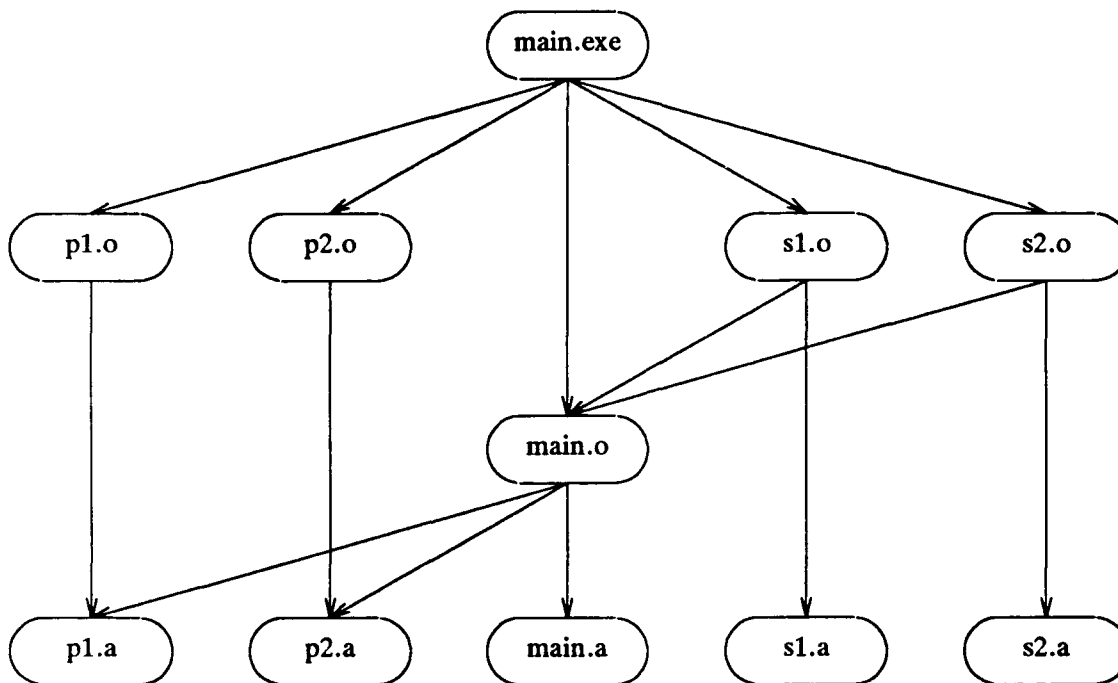 main.exe
p1.o
p2.o
s1.o
s2.o
main.o
p1.a
p2.a
main.a
s1.a
s2.a